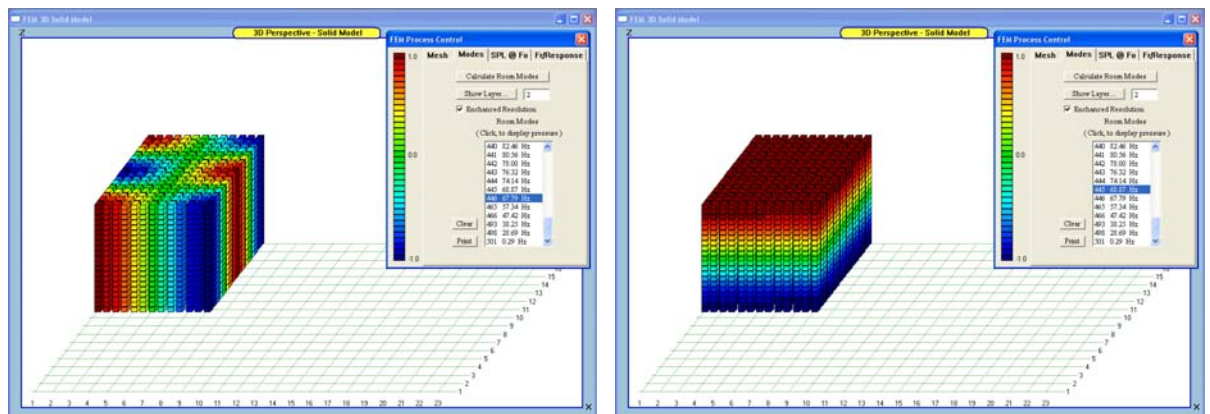 FEM 3D Solid Model
Z
3D Perspective - Solid Model
FEM Process Control
Mesh Modes SPL @ Fo Fr/Response
1.0
0.0
-1.0
Calculate Room Modes
Show Layer... 2
Enchanced Resolution
Room Modes
( Click, to display pressure )
440 82.46 Hz
441 80.56 Hz
442 78.00 Hz
443 76.32 Hz
444 74.14 Hz
445 68.87 Hz
446 67.79 Hz
465 57.34 Hz
466 47.42 Hz
493 38.25 Hz
498 28.69 Hz
501 0.29 Hz
Clear
Print
15
14
13
12
11
10
9
8
7
6
5
4
3
2
1
1 2 3 4 5 6 7 8 9 10 11 12 13 14 15 16 17 18 19 20 21 22 23
X
FEM 3D Solid Model
Z
3D Perspective - Solid Model
FEM Process Control
Mesh Modes SPL @ Fo Fr/Response
1.0
0.0
-1.0
Calculate Room Modes
Show Layer... 2
Enchanced Resolution
Room Modes
( Click, to display pressure )
440 82.46 Hz
441 80.56 Hz
442 78.00 Hz
443 76.32 Hz
444 74.14 Hz
445 68.87 Hz
446 67.79 Hz
465 57.34 Hz
466 47.42 Hz
493 38.25 Hz
498 28.69 Hz
501 0.29 Hz
Clear
Print
15
14
13
12
11
10
9
8
7
6
5
4
3
2
1
1 2 3 4 5 6 7 8 9 10 11 12 13 14 15 16 17 18 19 20 21 22 23
X